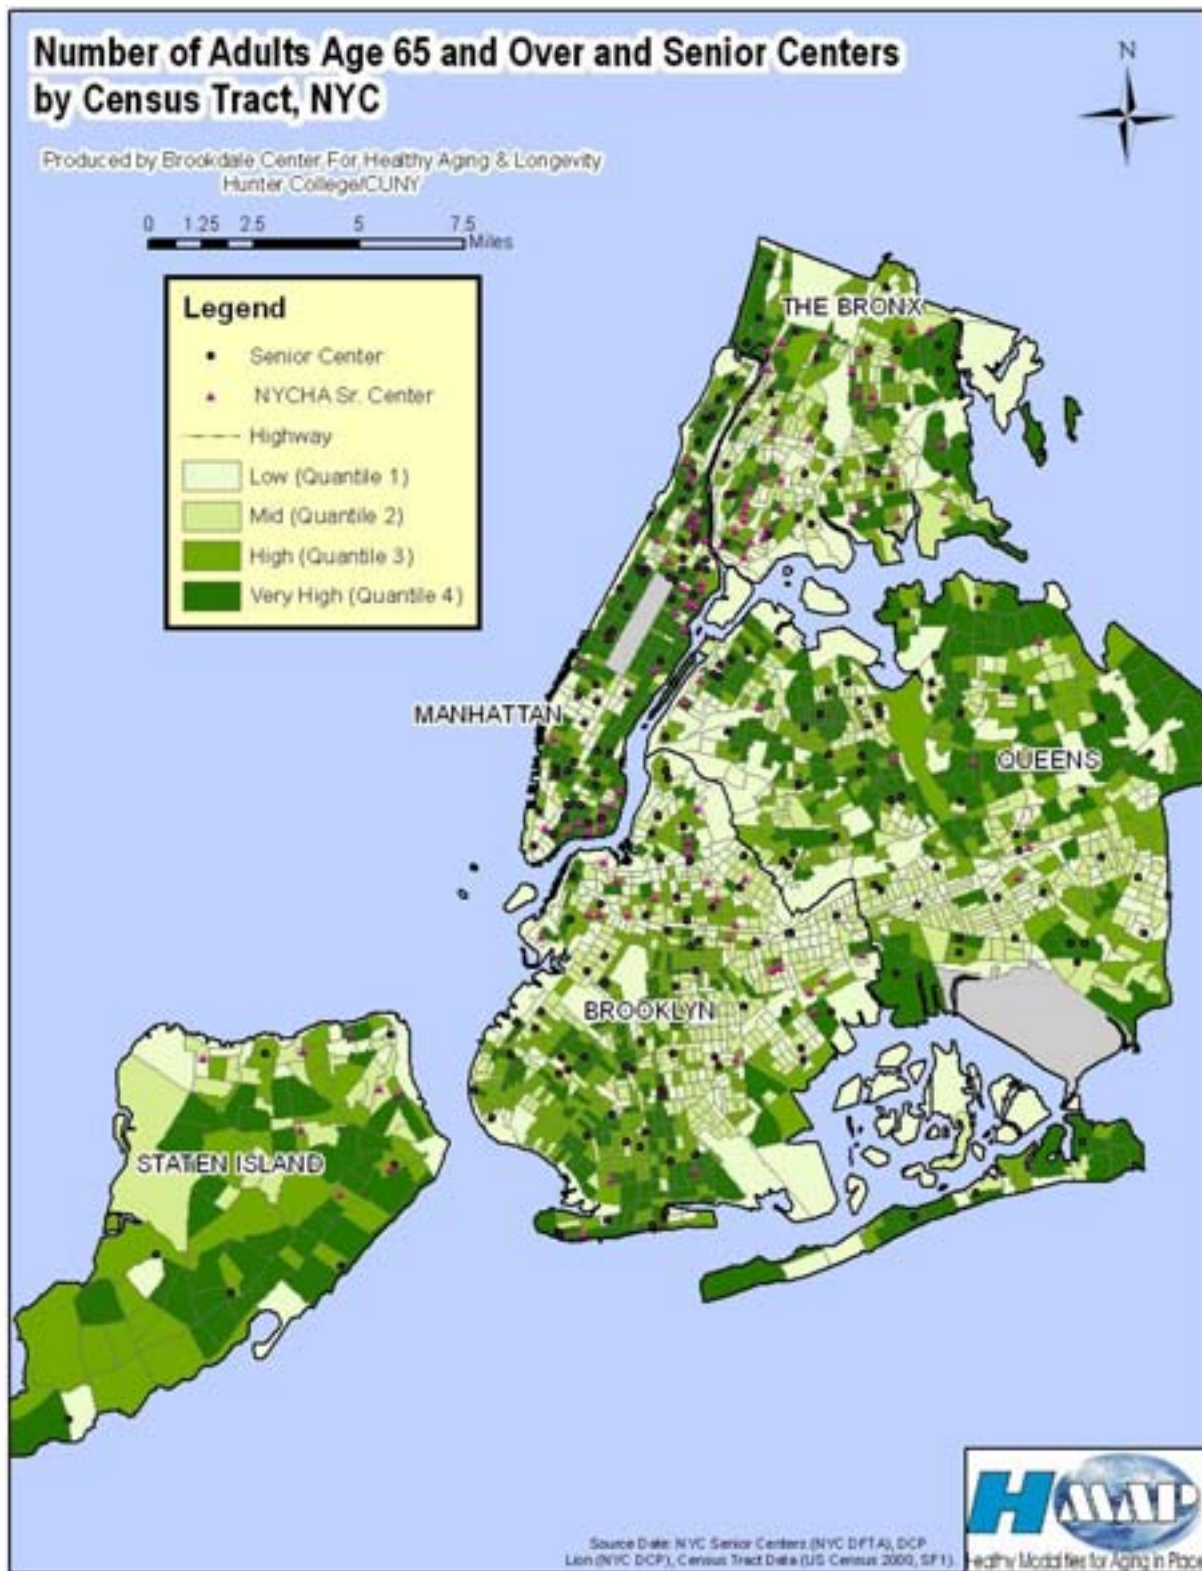 Number of Adults Age 65 and Over and Senior Centers
by Census Tract, NYC
N
Produced by Brookdale Center For Healthy Aging & Longevity
Hunter College/CUNY
0 1.25 2.5 5 7.5
Miles
Legend
Senior Center
NYCHA Sr. Center
Highway
Low (Quantile 1)
Mid (Quantile 2)
High (Quantile 3)
Very High (Quantile 4)
THE BRONX
MANHATTAN
QUEENS
BROOKLYN
STATEN ISLAND
Source Date: NYC Senior Centers (NYC DFTA), DCP
Lion (NYC DCP), Census Tract Data (US Census 2000, SF1)
H MAP
Healthy Modalities for Aging in Place